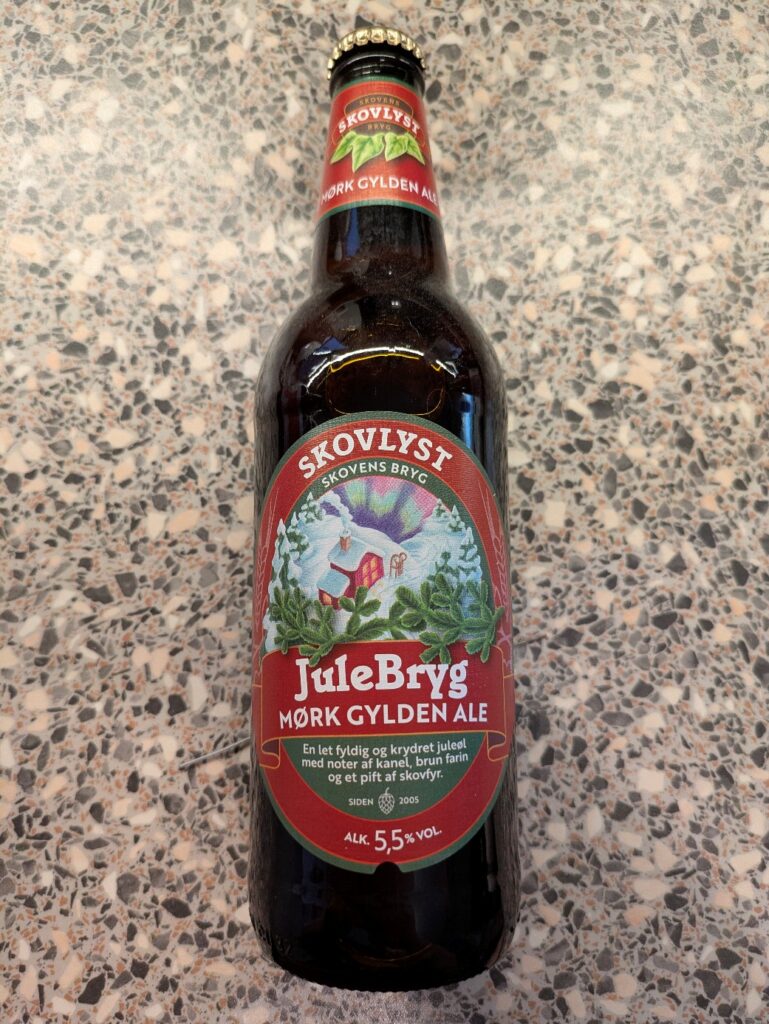 SKOVENS
SKOVLYST
BRYG
MØRK GYLDEN ALE
SKOVLYST
SKOVENS BRYG
JuleBryg
MØRK GYLDEN ALE
En let fyldig og krydret juleøl
med noter af kanel, brun farin
og et pift af skovfyr.
SIDEN 2005
ALK. 5,5% VOL.